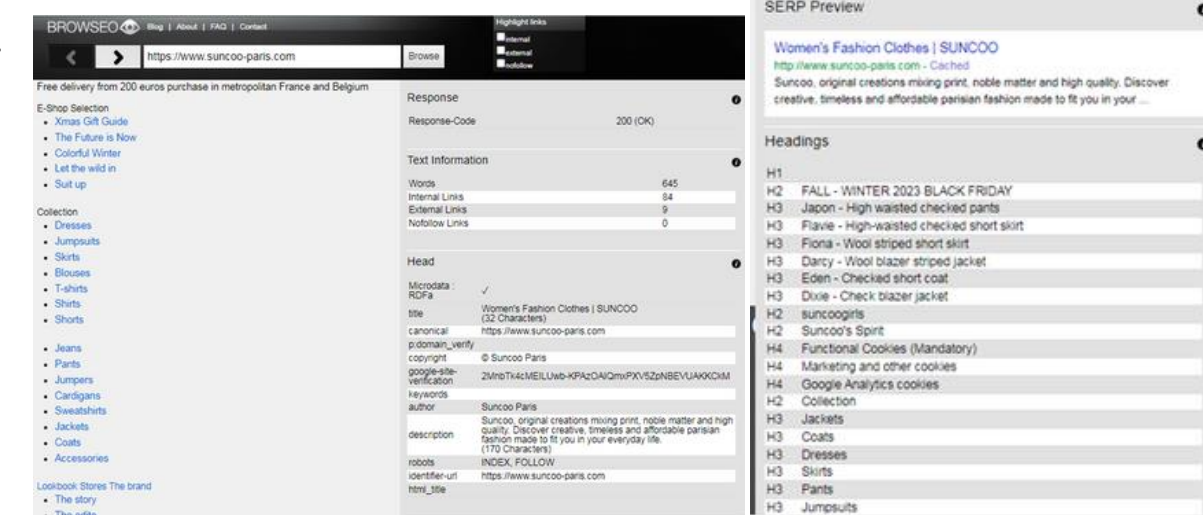 BROWSEO Blog | About | FAQ | Contact
Highlight links
internal
external
nofollow
https://www.suncoo-paris.com Browse
Free delivery from 200 euros purchase in metropolitan France and Belgium
E-Shop Selection
Xmas Gift Guide
The Future is Now
Colorful Winter
Let the wild in
Suit up
Collection
Dresses
Jumpsuits
Skirts
Blouses
T-shirts
Shirts
Shorts
Jeans
Pants
Jumpers
Cardigans
Sweatshirts
Jackets
Coats
Accessories
Lookbook Stores The brand
The story
Response
Response-Code 200 (OK)
Text Information
Words 645
Internal Links 84
External Links 9
Nofollow Links 0
Head
Microdata :
RDFa ✓
title Women's Fashion Clothes | SUNCOO
(32 Characters)
canonical https://www.suncoo-paris.com
p:domain_verify
copyright © Suncoo Paris
google-site-
verification
keywords
author Suncoo Paris
description Suncoo, original creations mixing print, noble matter and high
quality. Discover creative, timeless and affordable parisian
fashion made to fit you in your everyday life.
(170 Characters)
robots INDEX, FOLLOW
identifier-url https://www.suncoo-paris.com
html_title
SERP Preview
Women's Fashion Clothes | SUNCOO
http://www.suncoo-paris.com - Cached
Suncoo, original creations mixing print, noble matter and high quality. Discover
creative, timeless and affordable parisian fashion made to fit you in your ...
Headings
H1
H2 FALL - WINTER 2023 BLACK FRIDAY
H3 Japon - High waisted checked pants
H3 Flavie - High-waisted checked short skirt
H3 Fiona - Wool striped short skirt
H3 Darcy - Wool blazer striped jacket
H3 Eden - Checked short coat
H3 Dixie - Check blazer jacket
H2 suncoogirls
H2 Suncoo's Spirit
H4 Functional Cookies (Mandatory)
H4 Marketing and other cookies
H4 Google Analytics cookies
H2 Collection
H3 Jackets
H3 Coats
H3 Dresses
H3 Skirts
H3 Pants
H3 Jumpsuits